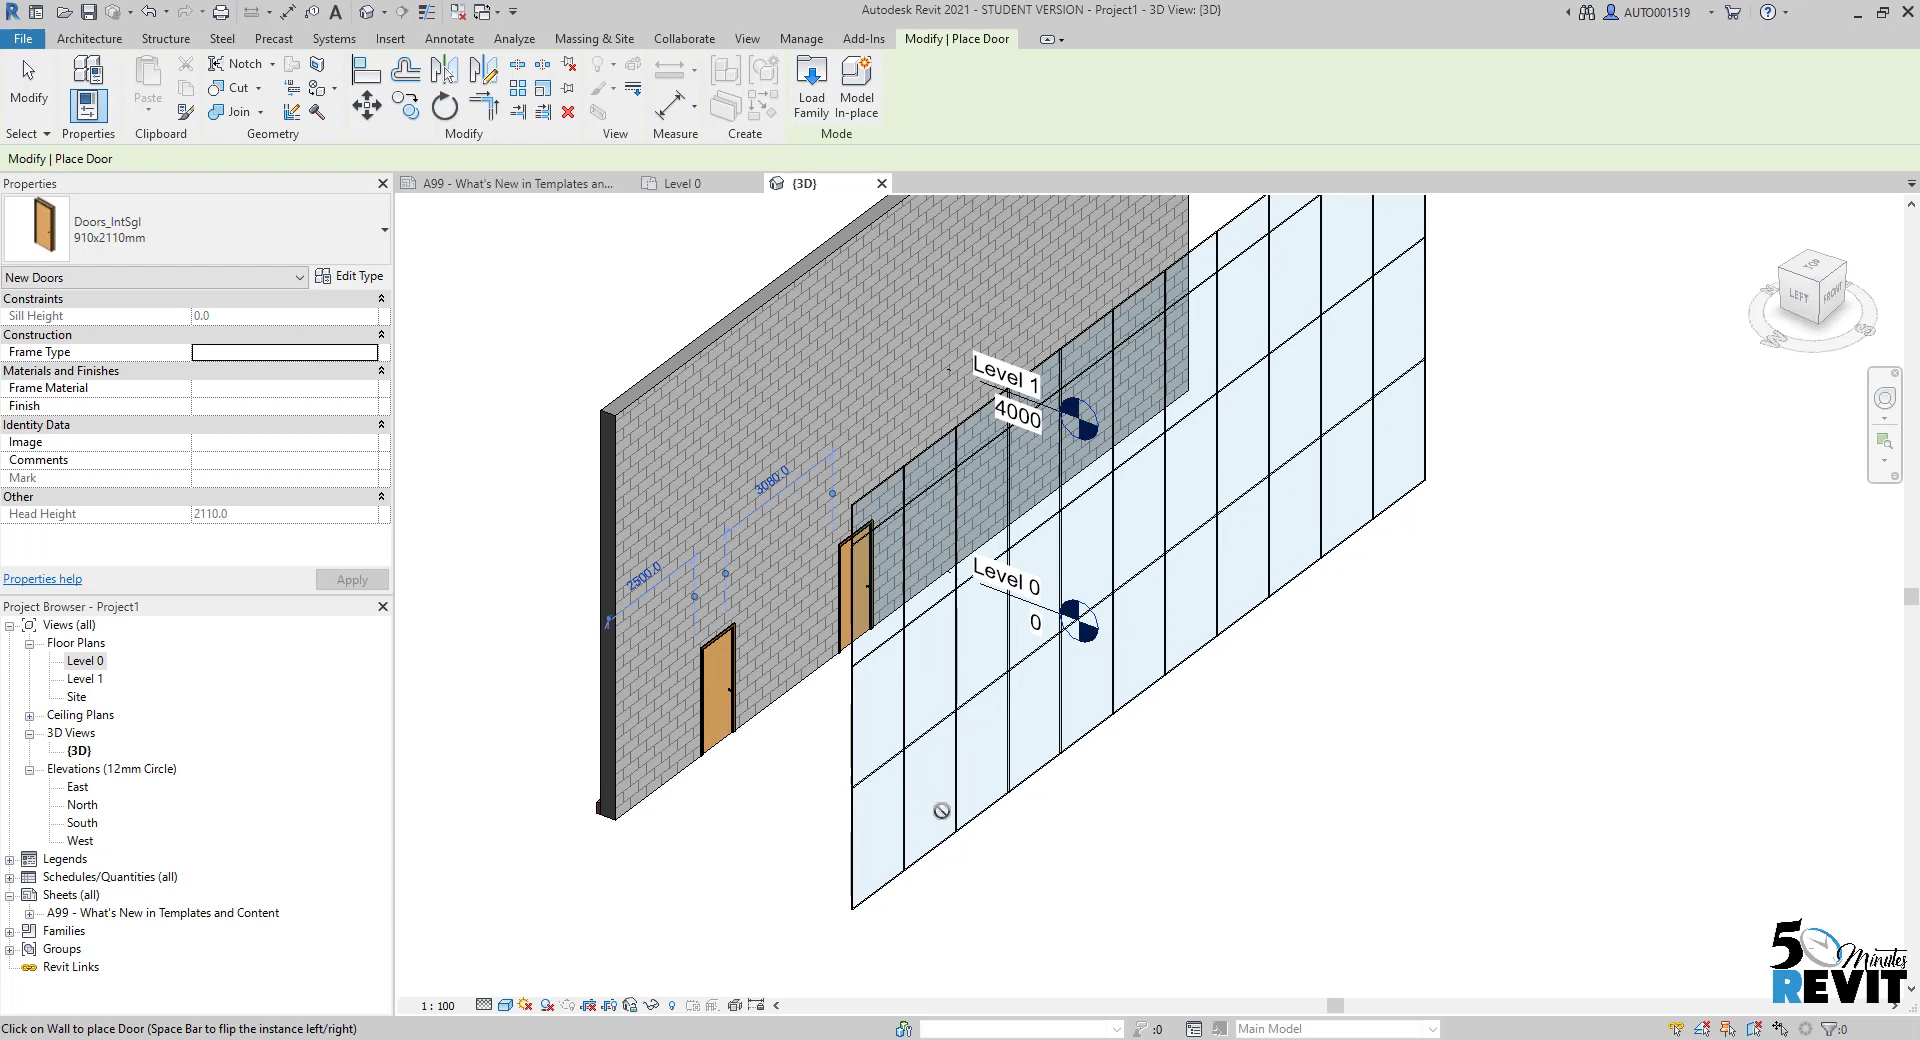 Autodesk Revit 2021 - STUDENT VERSION - Project1 - 3D View: {3D}
AUTO001519
File
Architecture
Structure
Steel
Precast
Systems
Insert
Annotate
Analyze
Massing & Site
Collaborate
View
Manage
Add-Ins
Modify | Place Door
Modify
Select
Properties
Paste
Clipboard
Notch
Cut
Join
Geometry
Modify
View
Measure
Create
Load
Family
Model
In-place
Mode
Modify | Place Door
Properties
Doors_IntSgl
910x2110mm
New Doors
Edit Type
Constraints
Sill Height 0.0
Construction
Frame Type
Materials and Finishes
Frame Material
Finish
Identity Data
Image
Comments
Mark
Other
Head Height 2110.0
Properties help
Apply
Project Browser - Project1
Views (all)
Floor Plans
Level 0
Level 1
Site
Ceiling Plans
3D Views
{3D}
Elevations (12mm Circle)
East
North
South
West
Legends
Schedules/Quantities (all)
Sheets (all)
A99 - What's New in Templates and Content
Families
Groups
Revit Links
A99 - What's New in Templates an...
Level 0
{3D}
Level 1
4000
3080.0
2500.0
Level 0
0
TOP
LEFT
FRONT
W
1 : 100
5 Minutes
REVIT
Click on Wall to place Door (Space Bar to flip the instance left/right)
:0
Main Model
:0